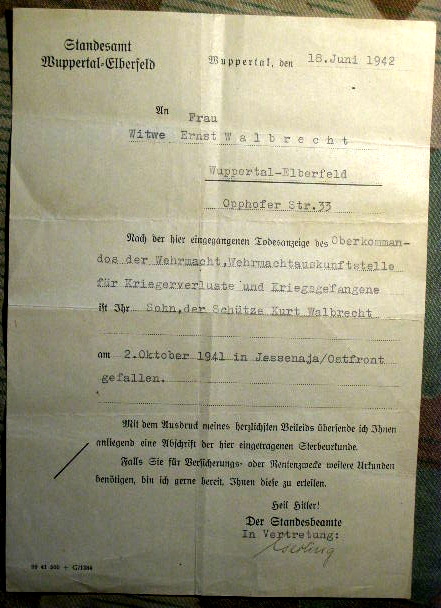 Standesamt
Wuppertal-Elberfeld
Wuppertal, den 18.Juni 1942
An
Frau
Witwe Ernst Walbrecht
Wuppertal-Elberfeld
Opphofer Str.33
Nach der hier eingegangenen Todesanzeige des Oberkomman-
dos der Wehrmacht,Wehrmachtauskunftstelle
für Kriegerverluste und Kriegsgefangene
ist Ihr Sohn,der Schütze Kurt Walbrecht
am 2.Oktober 1941 in Jessenaja/Ostfront
gefallen.
Mit dem Ausdruck meines herzlichsten Beileids übersende ich Ihnen
anliegend eine Abschrift der hier eingetragenen Sterbeurkunde.
Falls Sie für Versicherungs- oder Rentenzwecke weitere Urkunden
benötigen, bin ich gerne bereit, Ihnen diese zu erteilen.
Heil Hitler!
Der Standesbeamte
In Vertretung: